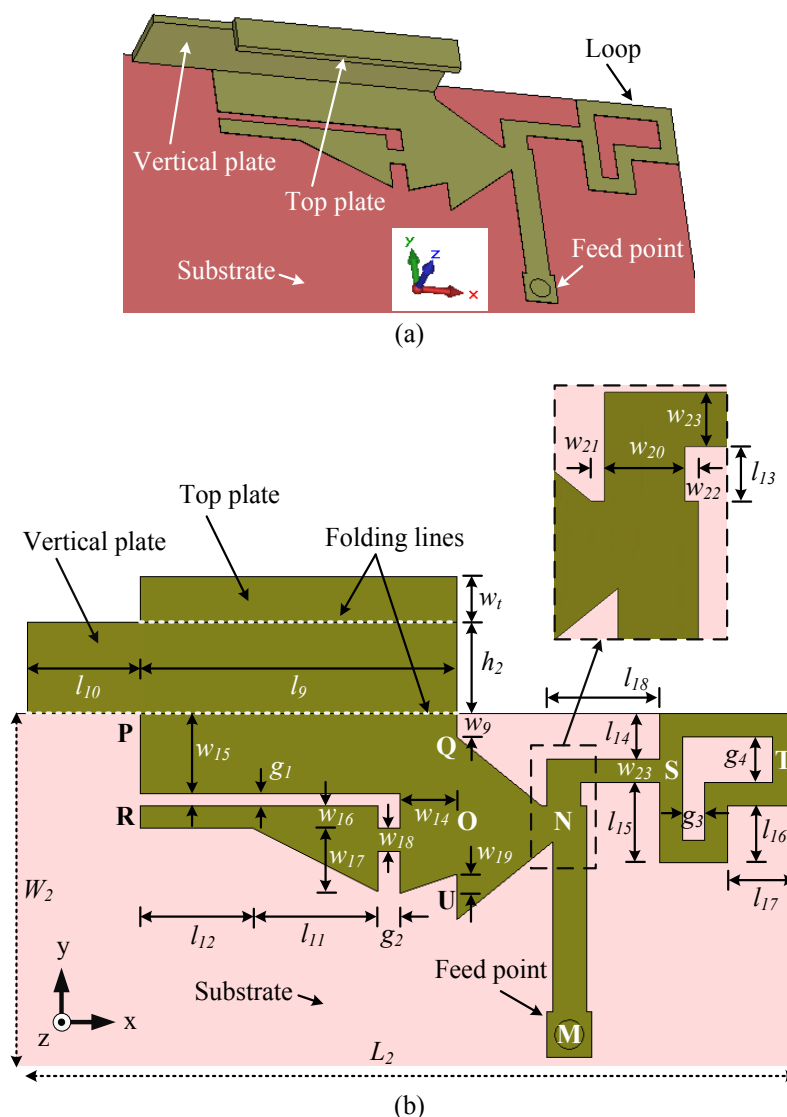 Loop
Vertical plate
Top plate
Feed point
Substrate
y
z
x
(a)
w23
w21
w20
l13
w22
Top plate
Folding lines
Vertical plate
wt
h2
l10
l9
l18
P
w9
l14
Q
w15
g1
w23
S
g4
T
R
w16
w14
O
N
g3
w18
l15
l16
w17
w19
W2
U
l17
l12
l11
g2
Feed point
y
Substrate
z
x
M
L2
(b)